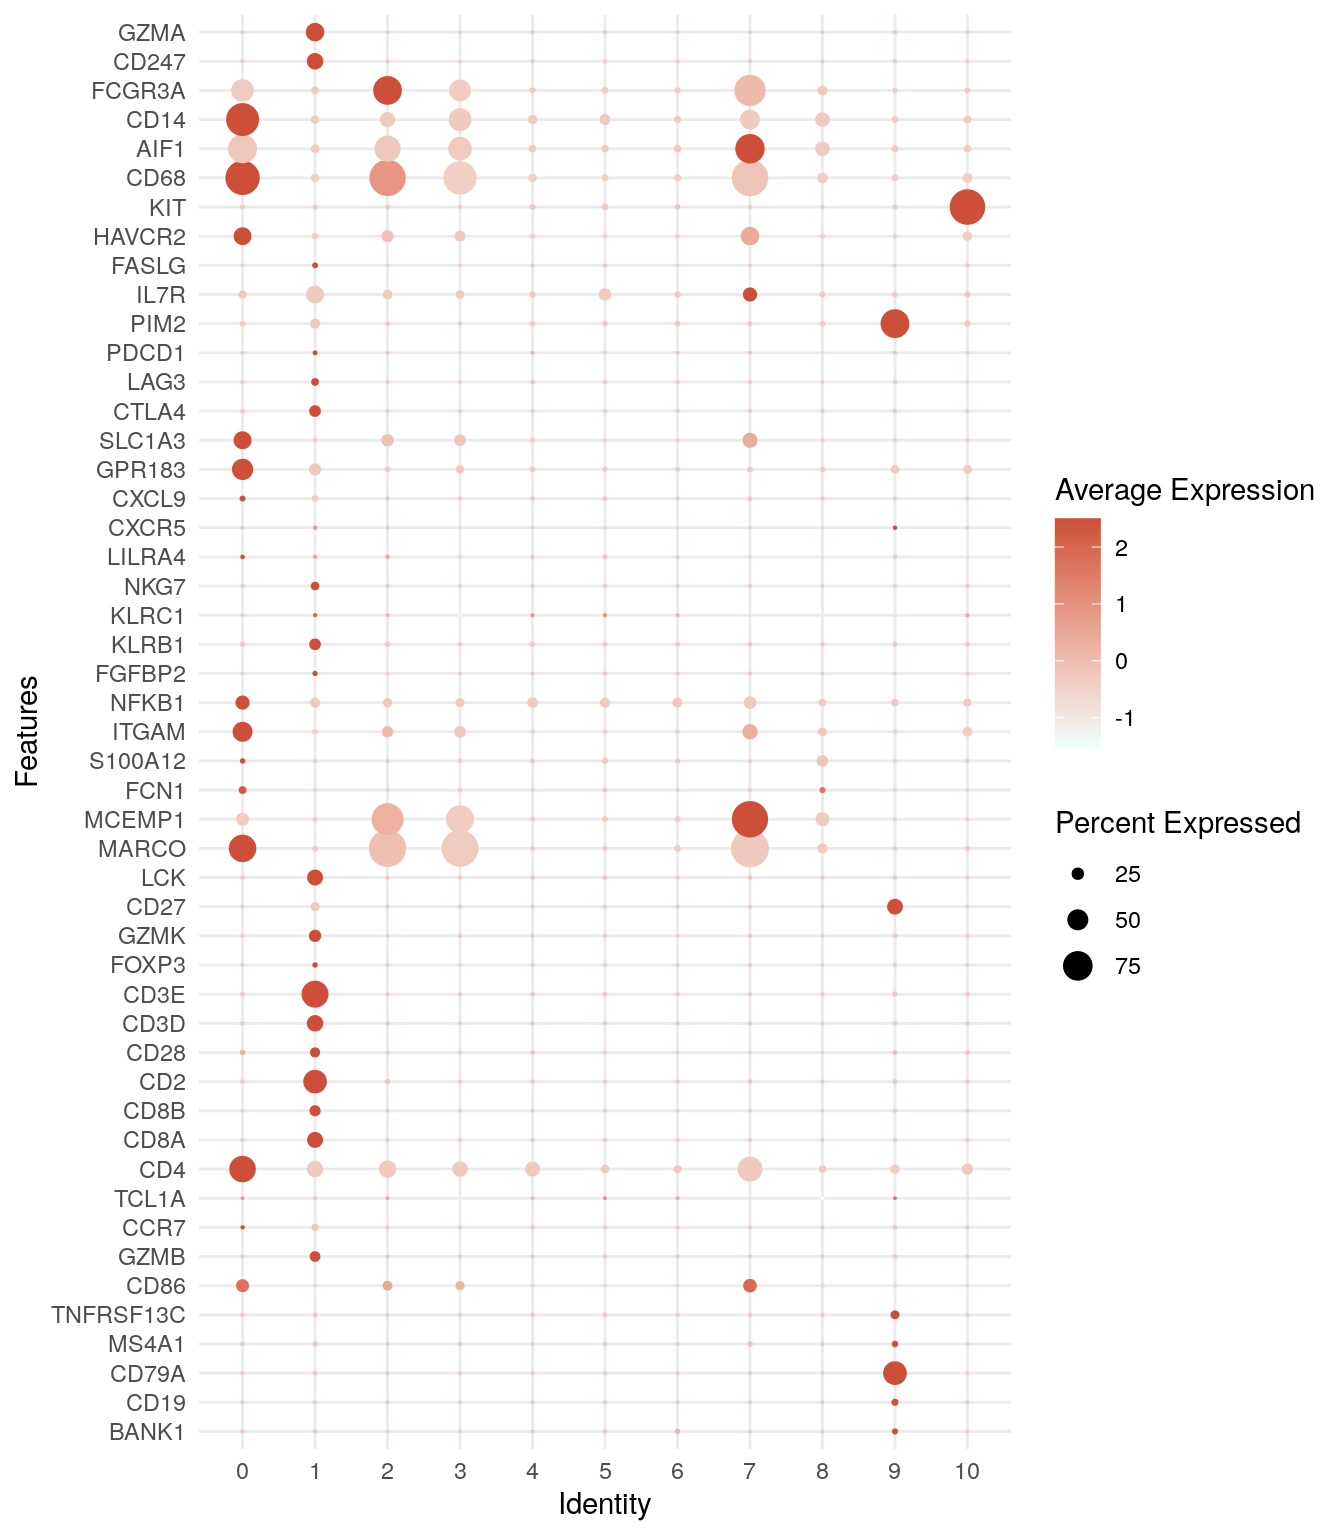 GZMA
CD247
FCGR3A
CD14
AIF1
CD68
KIT
HAVCR2
FASLG
IL7R
PIM2
PDCD1
LAG3
CTLA4
SLC1A3
GPR183
CXCL9
CXCR5
LILRA4
NKG7
KLRC1
KLRB1
FGFBP2
NFKB1
ITGAM
S100A12
FCN1
MCEMP1
MARCO
LCK
CD27
GZMK
FOXP3
CD3E
CD3D
CD28
CD2
CD8B
CD8A
CD4
TCL1A
CCR7
GZMB
CD86
TNFRSF13C
MS4A1
CD79A
CD19
BANK1
Features
0 1 2 3 4 5 6 7 8 9 10
Identity
Average Expression
2
1
0
-1
Percent Expressed
25
50
75